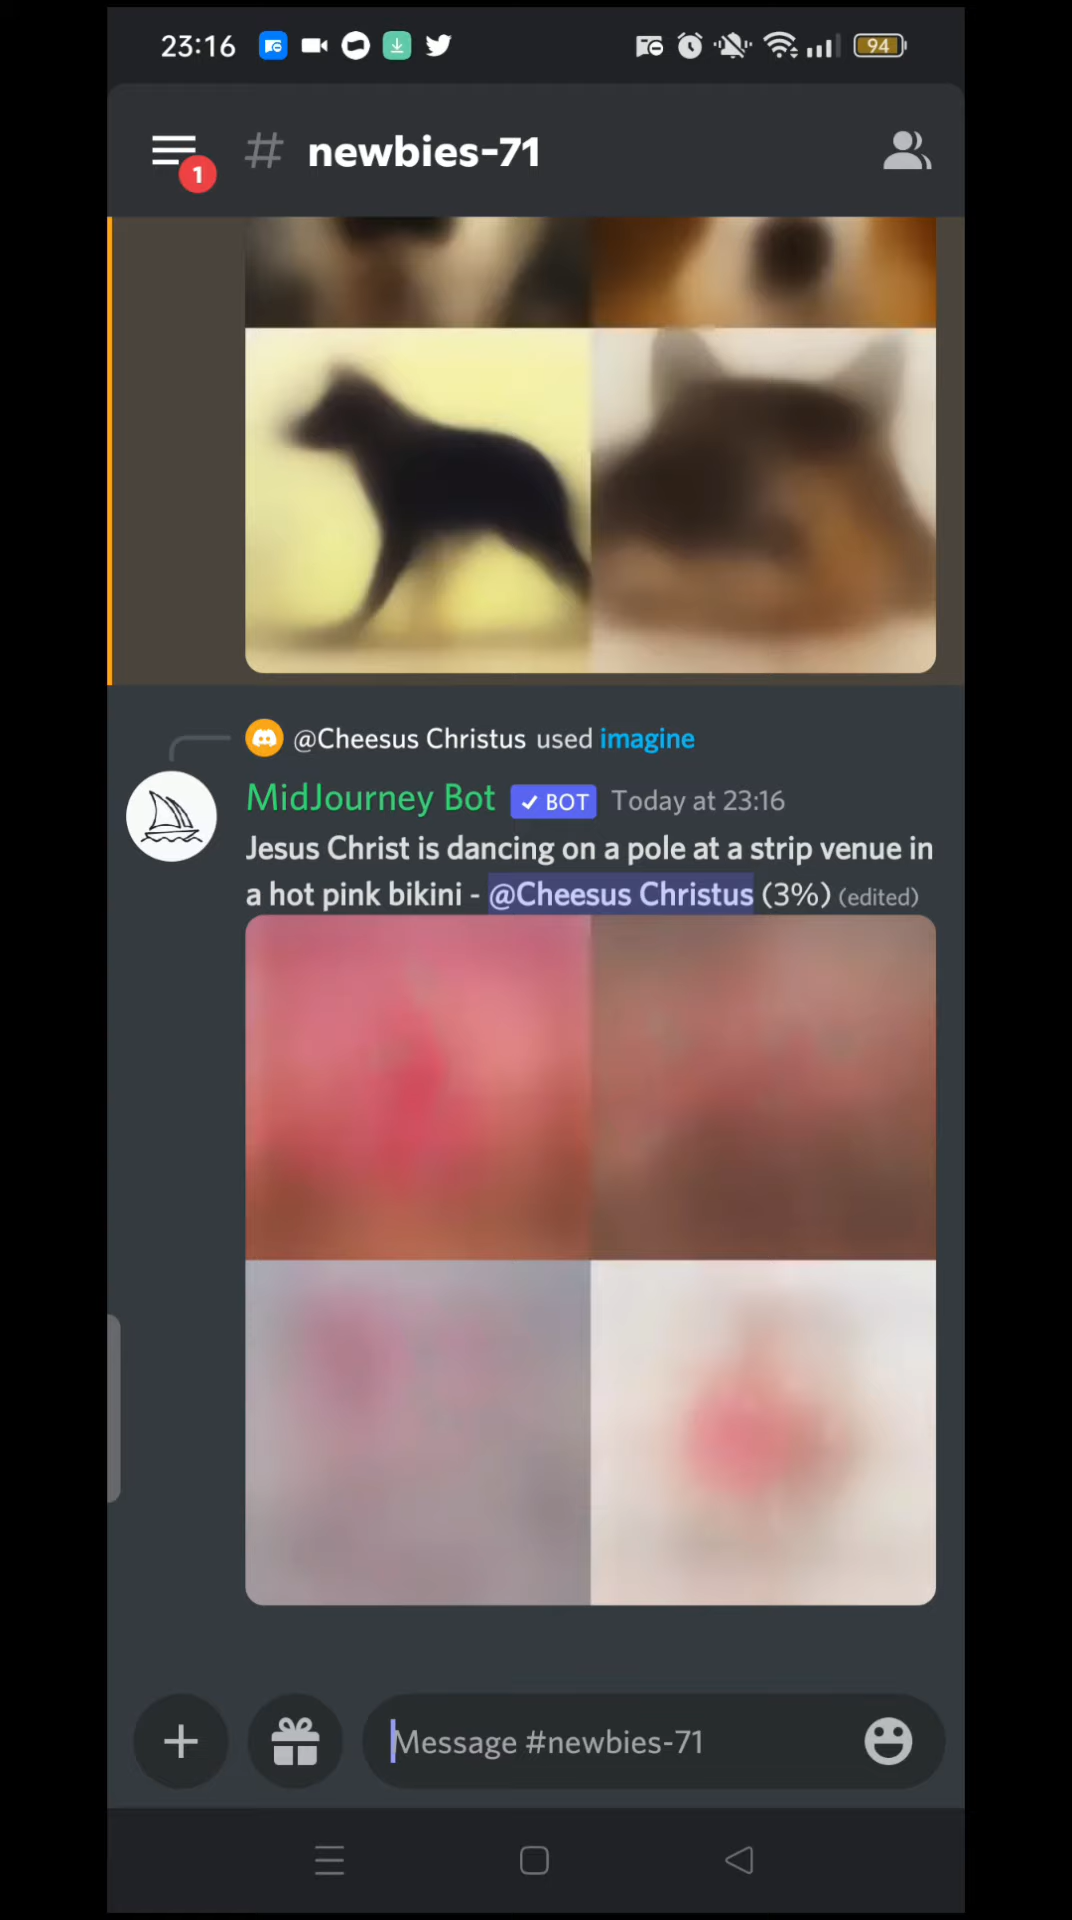 23:16
94
1
# newbies-71
@Cheesus Christus used imagine
MidJourney Bot ✓ BOT Today at 23:16
Jesus Christ is dancing on a pole at a strip venue in
a hot pink bikini - @Cheesus Christus (3%) (edited)
Message #newbies-71